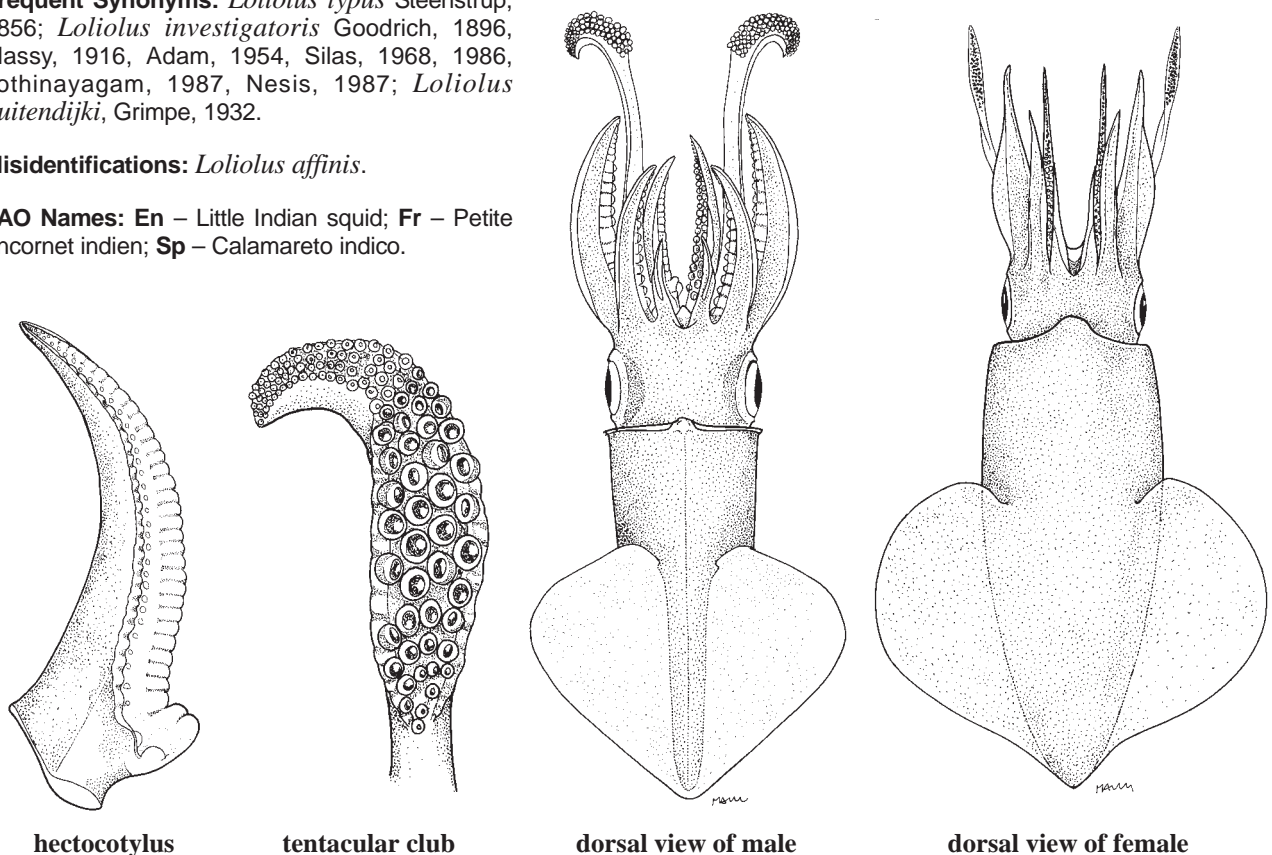 requent Synonyms: Loliolus typus Steenstrup,
856; Loliolus investigatoris Goodrich, 1896,
assy, 1916, Adam, 1954, Silas, 1968, 1986,
othinayagam, 1987, Nesis, 1987; Loliolus
uitendijki, Grimpe, 1932.
isidentifications: Loliolus affinis.
AO Names: En – Little Indian squid; Fr – Petite
ncornet indien; Sp – Calamareto indico.
hectocotylus
tentacular club
dorsal view of male
dorsal view of female